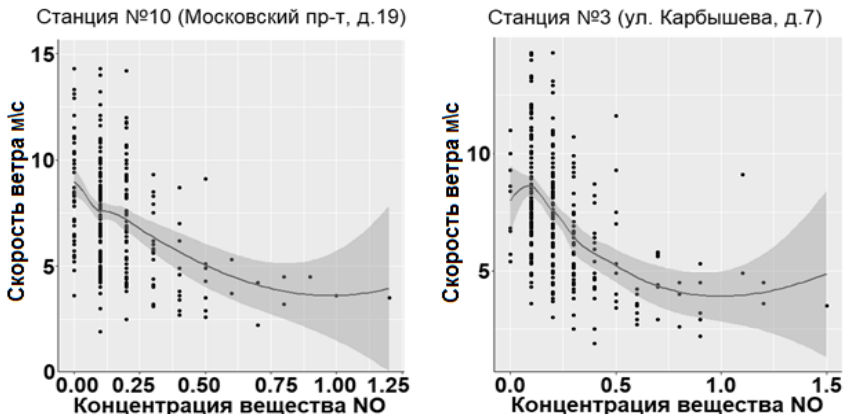 Станция №10 (Московский пр-т, д.19)
Скорость ветра м\с
15
10
5
0
0.00 0.25 0.50 0.75 1.00 1.25
Концентрация вещества NO
Станция №3 (ул. Карбышева, д.7)
Скорость ветра м\с
10
5
0.0 0.5 1.0 1.5
Концентрация вещества NO